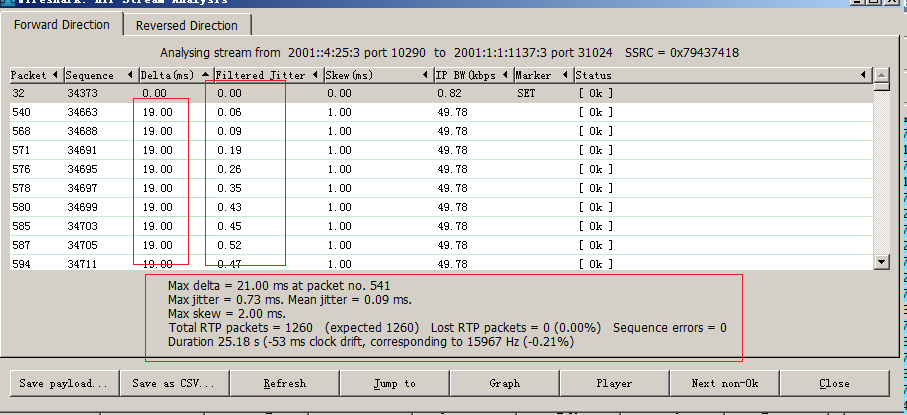 Wireshark: RTP Stream Analysis
Forward Direction Reversed Direction
Analysing stream from 2001::4:25:3 port 10290 to 2001:1:1:1137:3 port 31024 SSRC = 0x79437418
Packet Sequence Delta(ms) Filtered Jitter Skew(ms) IP BW(kbps Marker Status
32 34373 0.00 0.00 0.00 0.82 SET [ Ok ]
540 34663 19.00 0.06 1.00 49.78 [ Ok ]
568 34688 19.00 0.09 1.00 49.78 [ Ok ]
571 34691 19.00 0.19 1.00 49.78 [ Ok ]
576 34695 19.00 0.26 1.00 49.78 [ Ok ]
578 34697 19.00 0.35 1.00 49.78 [ Ok ]
580 34699 19.00 0.43 1.00 49.78 [ Ok ]
585 34703 19.00 0.45 1.00 49.78 [ Ok ]
587 34705 19.00 0.52 1.00 49.78 [ Ok ]
594 34711 19.00 0.47 1.00 49.78 [ Ok ]
Max delta = 21.00 ms at packet no. 541
Max jitter = 0.73 ms. Mean jitter = 0.09 ms.
Max skew = 2.00 ms.
Total RTP packets = 1260 (expected 1260) Lost RTP packets = 0 (0.00%) Sequence errors = 0
Duration 25.18 s (-53 ms clock drift, corresponding to 15967 Hz (-0.21%)
Save payload... Save as CSV... Refresh Jump to Graph Player Next non-Ok Close